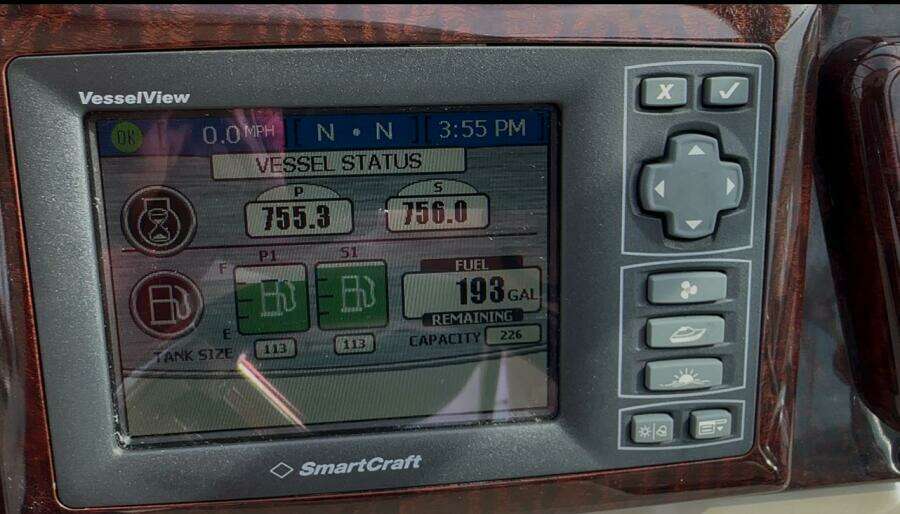 VesselView
OK 0.0 MPH N • N 3:55 PM
VESSEL STATUS
P S
755.3 756.0
P1 S1
F
FUEL
193 GAL
REMAINING
E
TANK SIZE 113 113 CAPACITY 226
X ✓
SmartCraft